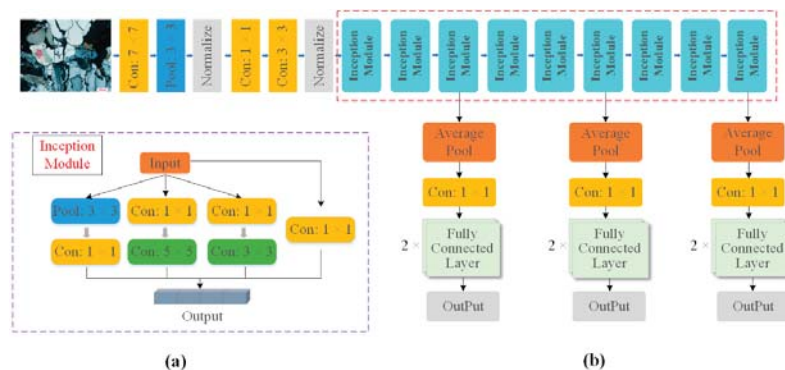 Con: 7 × 7
Pool: 3 × 3
Normalize
Con: 1 × 1
Con: 3 × 3
Normalize
Inception
Module
Inception
Module
Inception
Module
Inception
Module
Inception
Module
Inception
Module
Inception
Module
Inception
Module
Inception
Module
Inception
Module
Input
Pool: 3 × 3
Con: 1 × 1
Con: 1 × 1
Con: 1 × 1
Con: 1 × 1
Con: 5 × 5
Con: 3 × 3
Output
Average
Pool
Con: 1 × 1
2 ×
Fully
Connected
Layer
OutPut
Average
Pool
Con: 1 × 1
2 ×
Fully
Connected
Layer
OutPut
Average
Pool
Con: 1 × 1
2 ×
Fully
Connected
Layer
OutPut
(a)
(b)